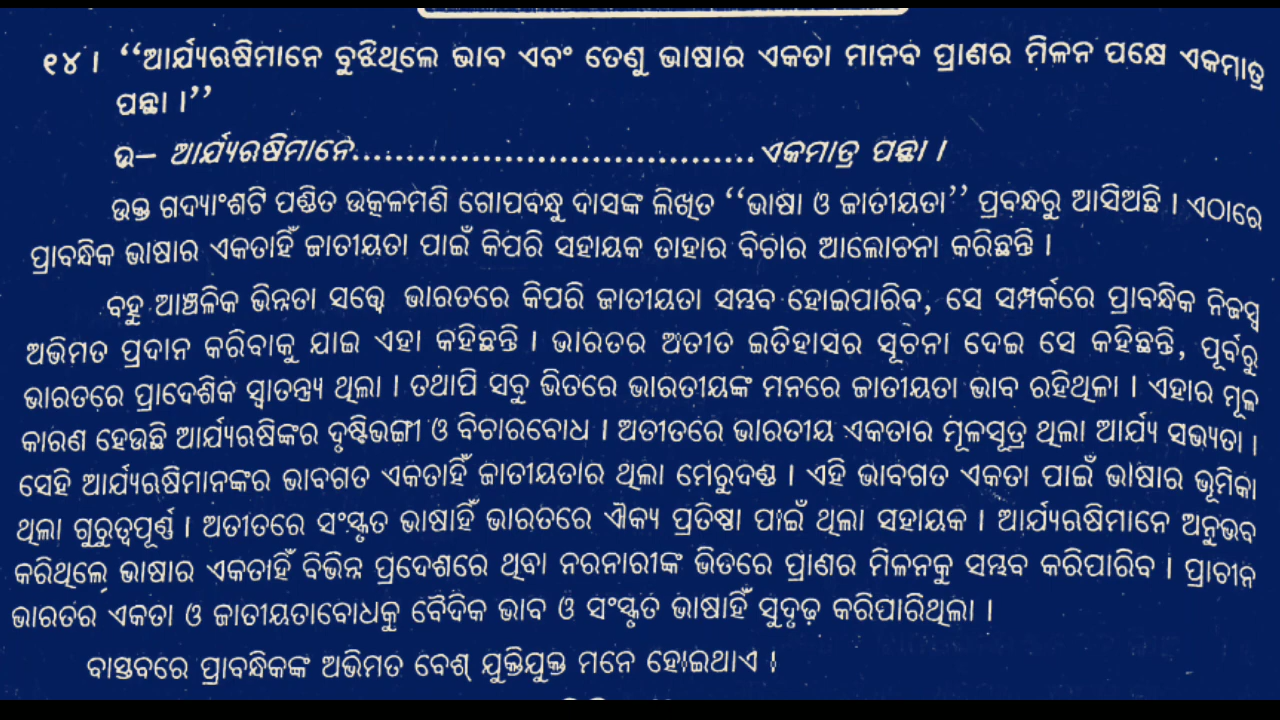 ୧୪। ‘‘ଆର୍ଯ୍ୟଋଷିମାନେ ବୁଝିଥିଲେ ଭାବ ଏବଂ ତେଣୁ ଭାଷାର ଏକତା ମାନବ ପ୍ରାଣର ମିଳନ ପକ୍ଷେ ଏକମାତ୍ର
ପଛା।’’
ଉ– ଆର୍ଯ୍ୟଋଷିମାନେ.....................................ଏକମାତ୍ର ପଛା।
ଉକ୍ତ ଗଦ୍ୟାଂଶଟି ପଣ୍ଡିତ ଉତ୍କଳମଣି ଗୋପବନ୍ଧୁ ଦାସଙ୍କ ଲିଖିତ ‘‘ଭାଷା ଓ ଜାତୀୟତା’’ ପ୍ରବନ୍ଧରୁ ଆସିଅଛି। ଏଠାରେ
ପ୍ରାବନ୍ଧିକ ଭାଷାର ଏକତାହିଁ ଜାତୀୟତା ପାଇଁ କିପରି ସହାୟକ ତାହାର ବିଚାର ଆଲୋଚନା କରିଛନ୍ତି।
ବହୁ ଆଞ୍ଚଳିକ ଭିନ୍ନତା ସତ୍ତ୍ୱେ ଭାରତରେ କିପରି ଜାତୀୟତା ସମ୍ଭବ ହୋଇପାରିବ, ସେ ସମ୍ପର୍କରେ ପ୍ରାବନ୍ଧିକ ନିଜସ୍ୱ
ଅଭିମତ ପ୍ରଦାନ କରିବାକୁ ଯାଇ ଏହା କହିଛନ୍ତି। ଭାରତର ଅତୀତ ଇତିହାସର ସୂଚନା ଦେଇ ସେ କହିଛନ୍ତି, ପୂର୍ବରୁ
ଭାରତରେ ପ୍ରାଦେଶିକ ସ୍ୱାତନ୍ତ୍ର୍ୟ ଥିଲା। ତଥାପି ସବୁ ଭିତରେ ଭାରତୀୟଙ୍କ ମନରେ ଜାତୀୟତା ଭାବ ରହିଥିଲା। ଏହାର ମୂଳ
କାରଣ ହେଉଛି ଆର୍ଯ୍ୟଋଷିଙ୍କର ଦୃଷ୍ଟିଭଙ୍ଗୀ ଓ ବିଚାରବୋଧ। ଅତୀତରେ ଭାରତୀୟ ଏକତାର ମୂଳସୂତ୍ର ଥିଲା ଆର୍ଯ୍ୟ ସଭ୍ୟତା।
ସେହି ଆର୍ଯ୍ୟଋଷିମାନଙ୍କର ଭାବଗତ ଏକତାହିଁ ଜାତୀୟତାର ଥିଲା ମେରୁଦଣ୍ଡ। ଏହି ଭାବଗତ ଏକତା ପାଇଁ ଭାଷାର ଭୂମିକା
ଥିଲା ଗୁରୁତ୍ୱପୂର୍ଣ୍ଣ। ଅତୀତରେ ସଂସ୍କୃତ ଭାଷାହିଁ ଭାରତରେ ଐକ୍ୟ ପ୍ରତିଷ୍ଠା ପାଇଁ ଥିଲା ସହାୟକ। ଆର୍ଯ୍ୟଋଷିମାନେ ଅନୁଭବ
କରିଥିଲେ ଭାଷାର ଏକତାହିଁ ବିଭିନ୍ନ ପ୍ରଦେଶରେ ଥିବା ନରନାରୀଙ୍କ ଭିତରେ ପ୍ରାଣର ମିଳନକୁ ସମ୍ଭବ କରିପାରିବ। ପ୍ରାଚୀନ
ଭାରତର ଏକତା ଓ ଜାତୀୟତାବୋଧକୁ ବୈଦିକ ଭାବ ଓ ସଂସ୍କୃତ ଭାଷାହିଁ ସୁଦୃଢ଼ କରିପାରିଥିଲା।
ବାସ୍ତବରେ ପ୍ରାବନ୍ଧିକଙ୍କ ଅଭିମତ ବେଶ୍ ଯୁକ୍ତିଯୁକ୍ତ ମନେ ହୋଇଥାଏ।